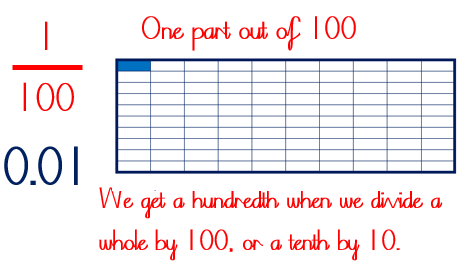 One part out of 100
1
100
0.01
We get a hundredth when we divide a
whole by 100, or a tenth by 10.